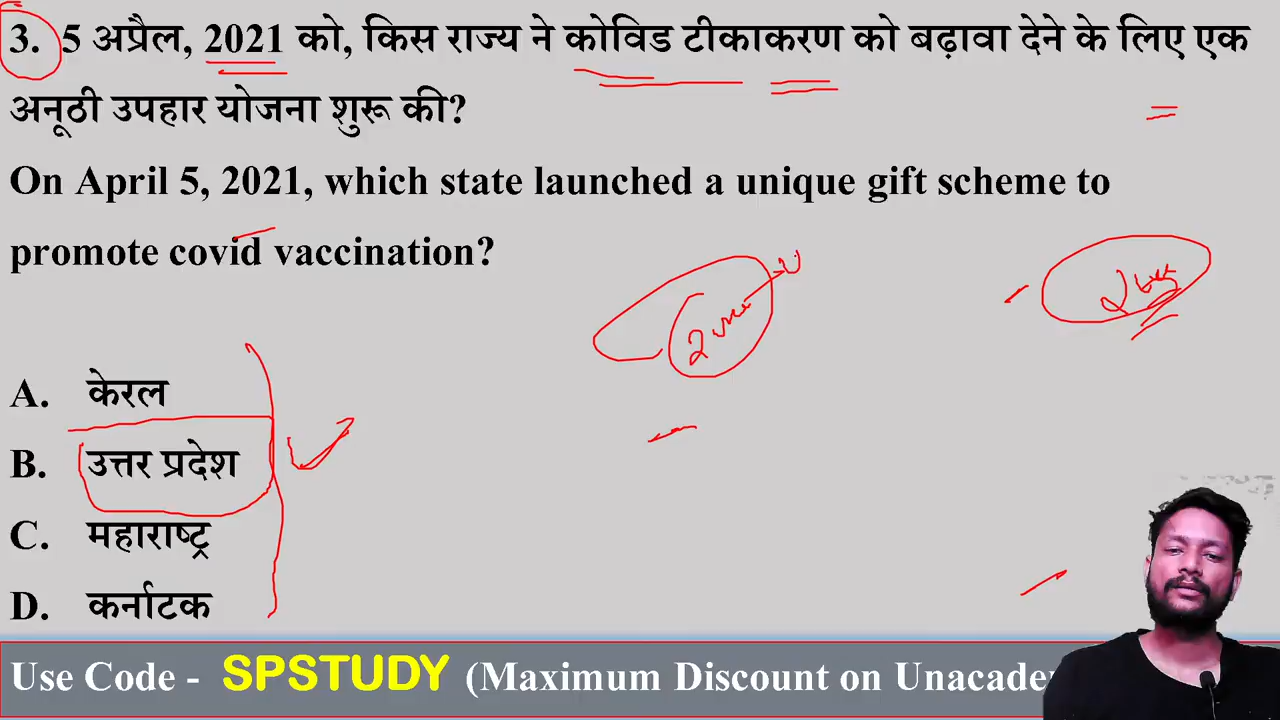 3. 5 अप्रैल, 2021 को, किस राज्य ने कोविड टीकाकरण को बढ़ावा देने के लिए एक
अनूठी उपहार योजना शुरू की?
On April 5, 2021, which state launched a unique gift scheme to
promote covid vaccination?
A. केरल
B. उत्तर प्रदेश
C. महाराष्ट्र
D. कर्नाटक
Use Code - SPSTUDY (Maximum Discount on